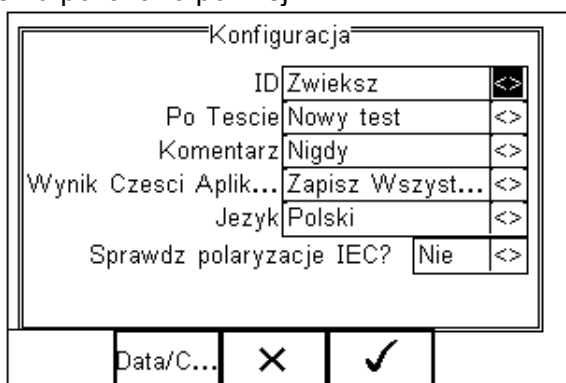 Konfiguracja
ID Zwieksz <>
Po Tescie Nowy test <>
Komentarz Nigdy <>
Wynik Czesci Aplik... Zapisz Wszyst... <>
Jezyk Polski <>
Sprawdz polaryzacje IEC? Nie <>
Data/C... ✕ ✓